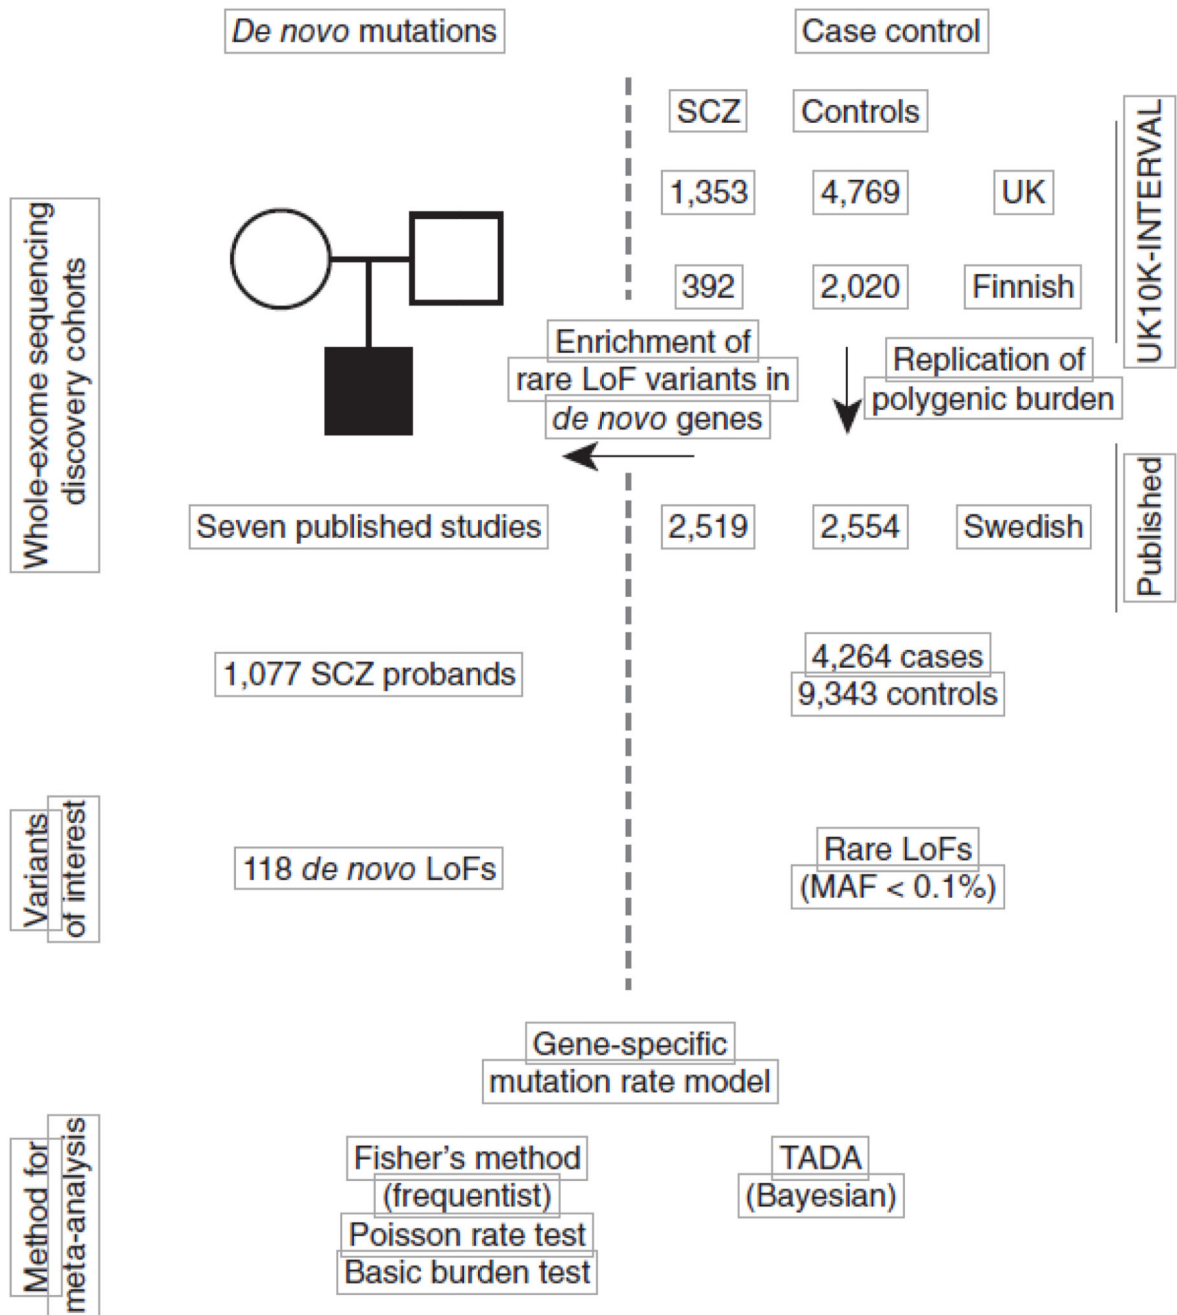 De novo mutations
Case control
SCZ
Controls
1,353
4,769
UK
392
2,020
Finnish
UK10K-INTERVAL
Whole-exome sequencing
discovery cohorts
Enrichment of
rare LoF variants in
de novo genes
Replication of
polygenic burden
Seven published studies
2,519
2,554
Swedish
Published
1,077 SCZ probands
4,264 cases
9,343 controls
Variants
of interest
118 de novo LoFs
Rare LoFs
(MAF < 0.1%)
Gene-specific
mutation rate model
Method for
meta-analysis
Fisher's method
(frequentist)
Poisson rate test
Basic burden test
TADA
(Bayesian)